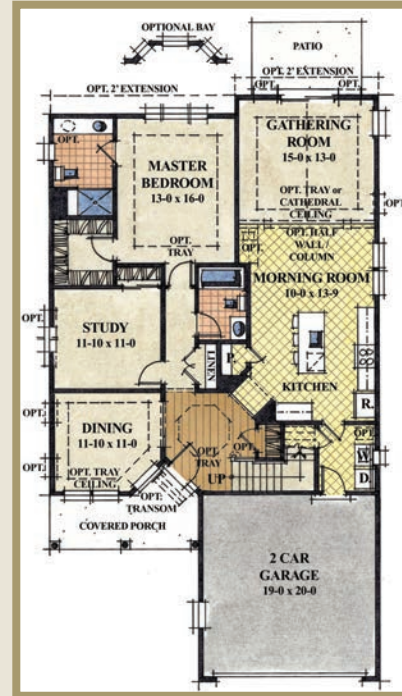 OPTIONAL BAY
PATIO
OPT. 2' EXTENSION
OPT. 2' EXTENSION
OPT.
OPT.
OPT.
GATHERING
ROOM
15-0 x 13-0
OPT. TRAY or
CATHEDRAL
CEILING
OPT.
MASTER
BEDROOM
13-0 x 16-0
OPT.
TRAY
OPT. HALF
WALL /
COLUMN
MORNING ROOM
10-0 x 13-9
STUDY
11-10 x 11-0
OPT.
LINEN
P.
KITCHEN
R.
OPT.
DINING
11-10 x 11-0
OPT. TRAY
CEILING
OPT.
OPT.
TRAY
OPT.
UP
OPT.
W.
D.
OPT.
TRANSOM
COVERED PORCH
2 CAR
GARAGE
19-0 x 20-0